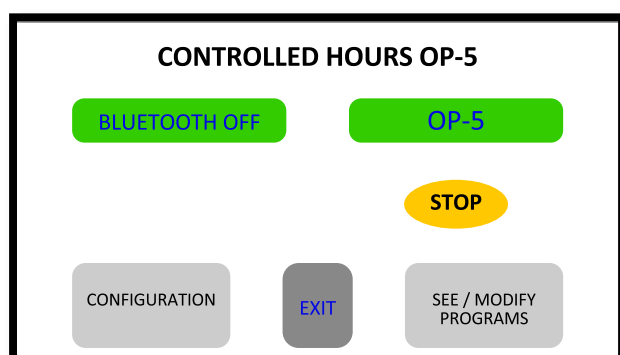 CONTROLLED HOURS OP-5
BLUETOOTH OFF
OP-5
STOP
CONFIGURATION
EXIT
SEE / MODIFY
PROGRAMS